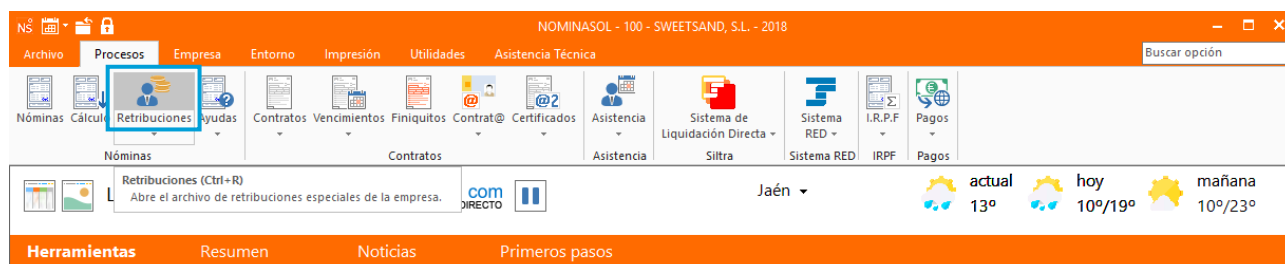 NS
NOMINASOL - 100 - SWEETSAND, S.L. - 2018
Archivo Procesos Empresa Entorno Impresión Utilidades Asistencia Técnica
Buscar opción
Nóminas Cálculo Retribuciones Ayudas Contratos Vencimientos Finiquitos Contrat@ Certificados Asistencia Sistema de Liquidación Directa Sistema RED I.R.P.F Pagos
Nóminas Contratos Asistencia Siltra Sistema RED IRPF Pagos
Retribuciones (Ctrl+R)
Abre el archivo de retribuciones especiales de la empresa.
L
com
DIRECTO
Jaén
actual
13º
hoy
10º/19º
mañana
10º/23º
Herramientas Resumen Noticias Primeros pasos